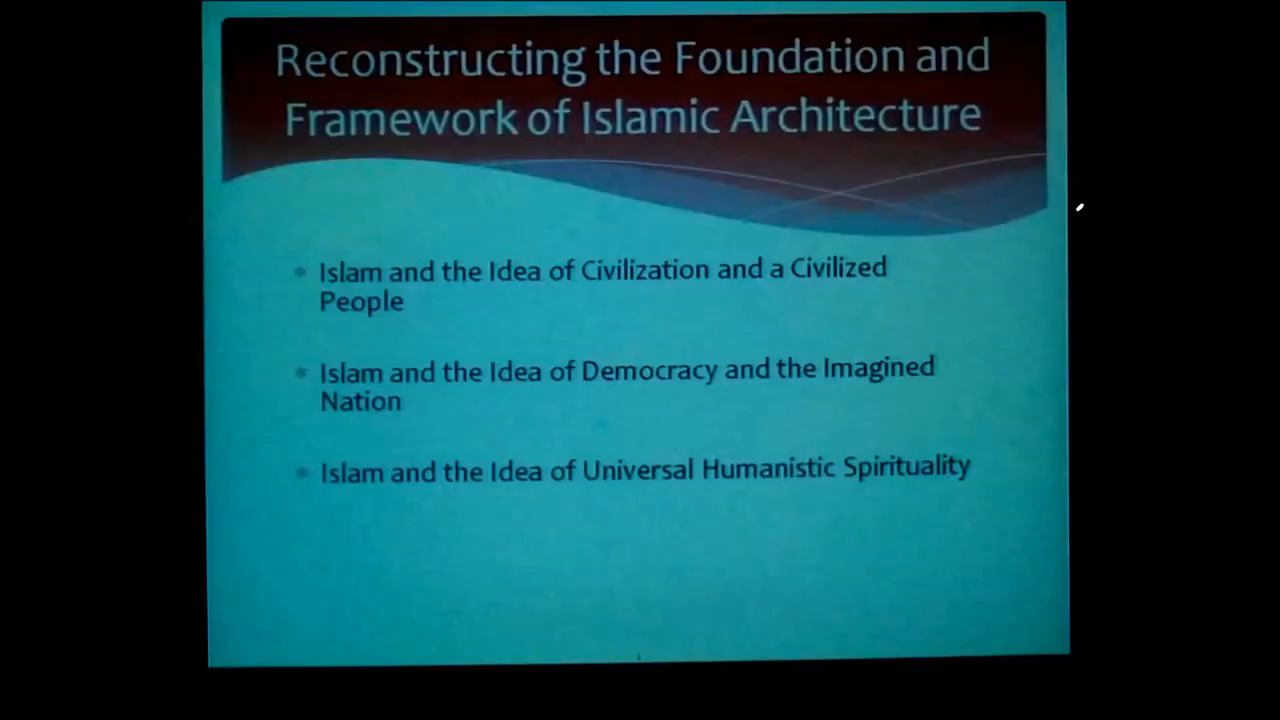 Reconstructing the Foundation and
Framework of Islamic Architecture
Islam and the Idea of Civilization and a Civilized
People
Islam and the Idea of Democracy and the Imagined
Nation
Islam and the Idea of Universal Humanistic Spirituality